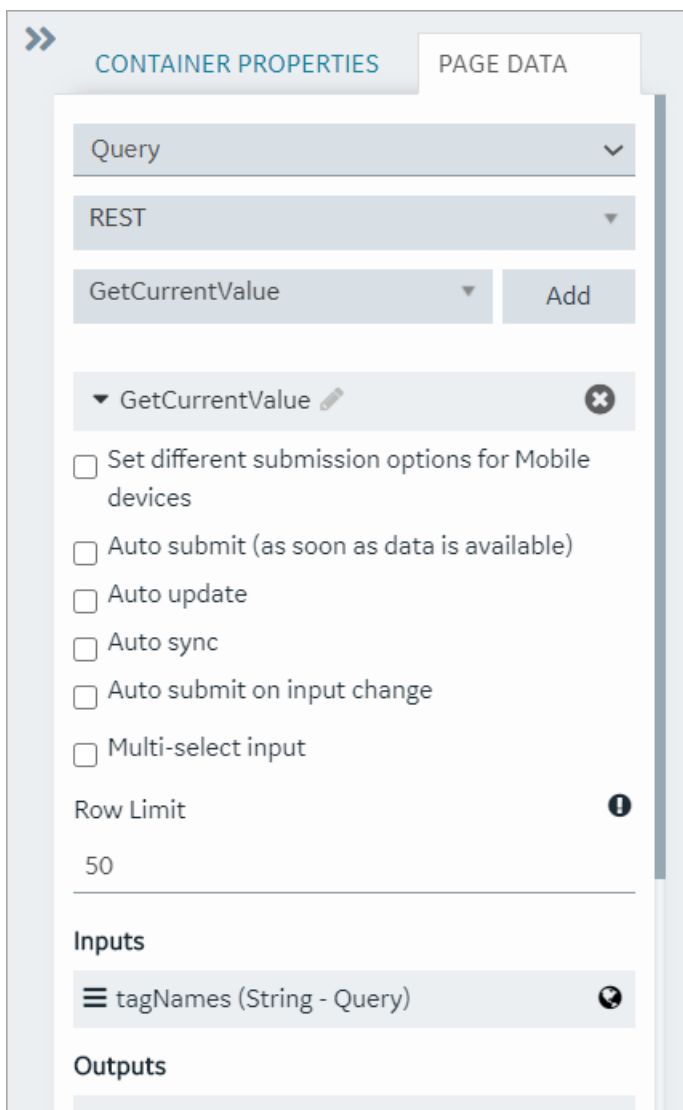 CONTAINER PROPERTIES
PAGE DATA
Query
REST
GetCurrentValue
Add
GetCurrentValue
Set different submission options for Mobile
devices
Auto submit (as soon as data is available)
Auto update
Auto sync
Auto submit on input change
Multi-select input
Row Limit
50
Inputs
tagNames (String - Query)
Outputs